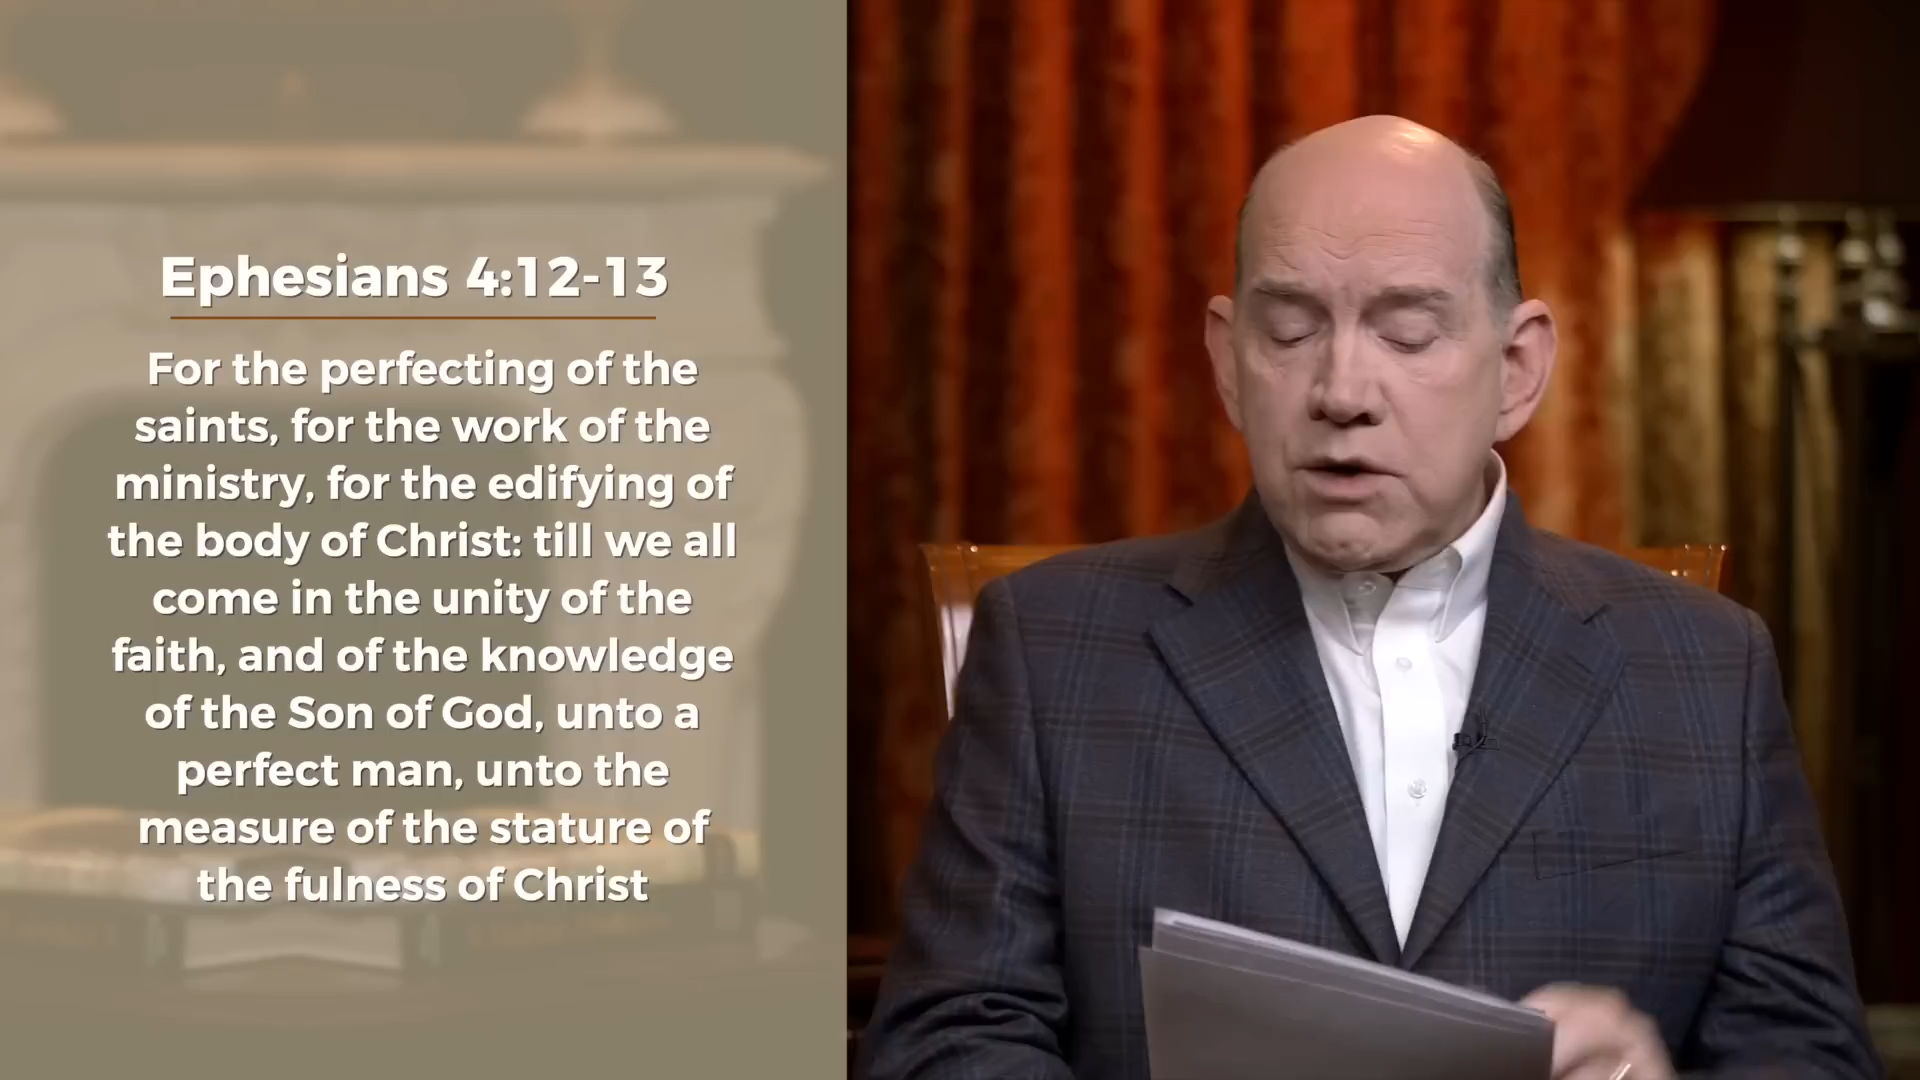 Ephesians 4:12-13
For the perfecting of the
saints, for the work of the
ministry, for the edifying of
the body of Christ: till we all
come in the unity of the
faith, and of the knowledge
of the Son of God, unto a
perfect man, unto the
measure of the stature of
the fulness of Christ